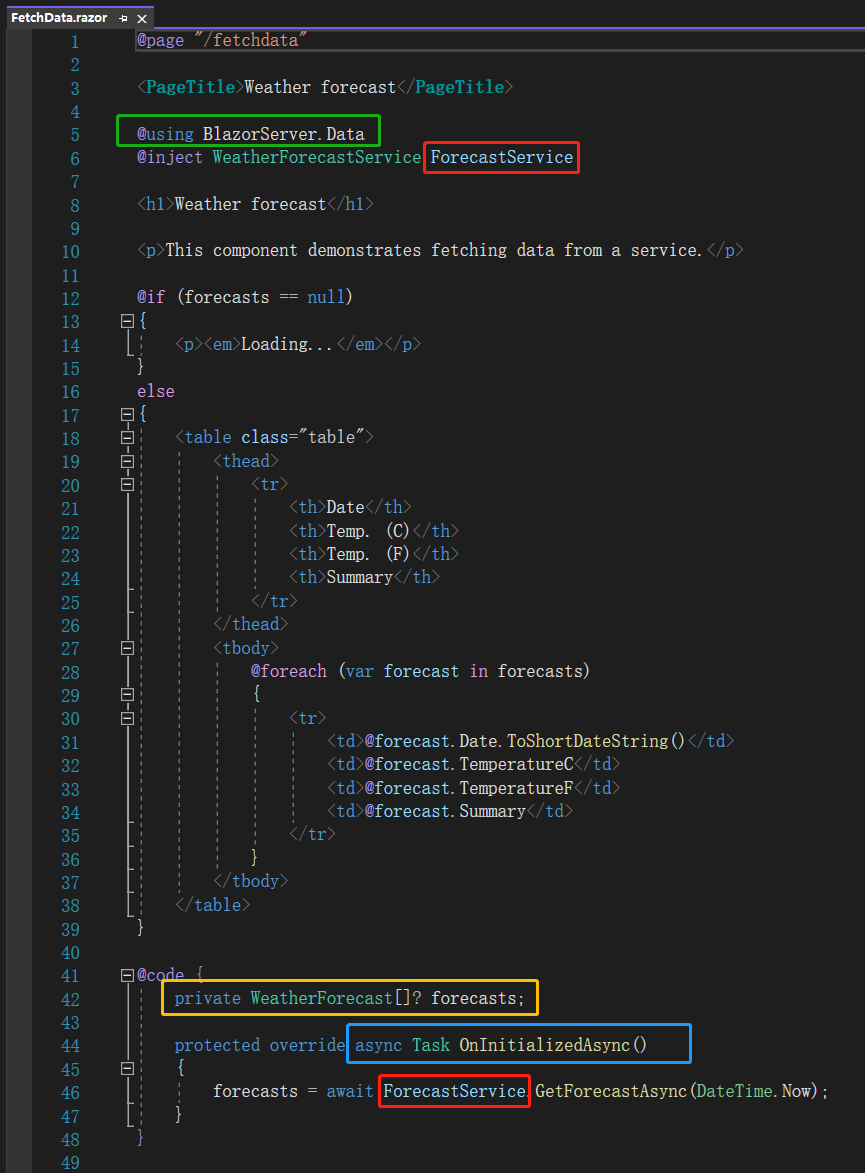 FetchData.razor
1 @page "/fetchdata"
2
3 <PageTitle>Weather forecast</PageTitle>
4
5 @using BlazorServer.Data
6 @inject WeatherForecastService ForecastService
7
8 <h1>Weather forecast</h1>
9
10 <p>This component demonstrates fetching data from a service.</p>
11
12 @if (forecasts == null)
13 {
14 <p><em>Loading...</em></p>
15 }
16 else
17 {
18 <table class="table">
19 <thead>
20 <tr>
21 <th>Date</th>
22 <th>Temp. (C)</th>
23 <th>Temp. (F)</th>
24 <th>Summary</th>
25 </tr>
26 </thead>
27 <tbody>
28 @foreach (var forecast in forecasts)
29 {
30 <tr>
31 <td>@forecast.Date.ToShortDateString()</td>
32 <td>@forecast.TemperatureC</td>
33 <td>@forecast.TemperatureF</td>
34 <td>@forecast.Summary</td>
35 </tr>
36 }
37 </tbody>
38 </table>
39 }
40
41 @code {
42 private WeatherForecast[]? forecasts;
43
44 protected override async Task OnInitializedAsync()
45 {
46 forecasts = await ForecastService.GetForecastAsync(DateTime.Now);
47 }
48 }
49